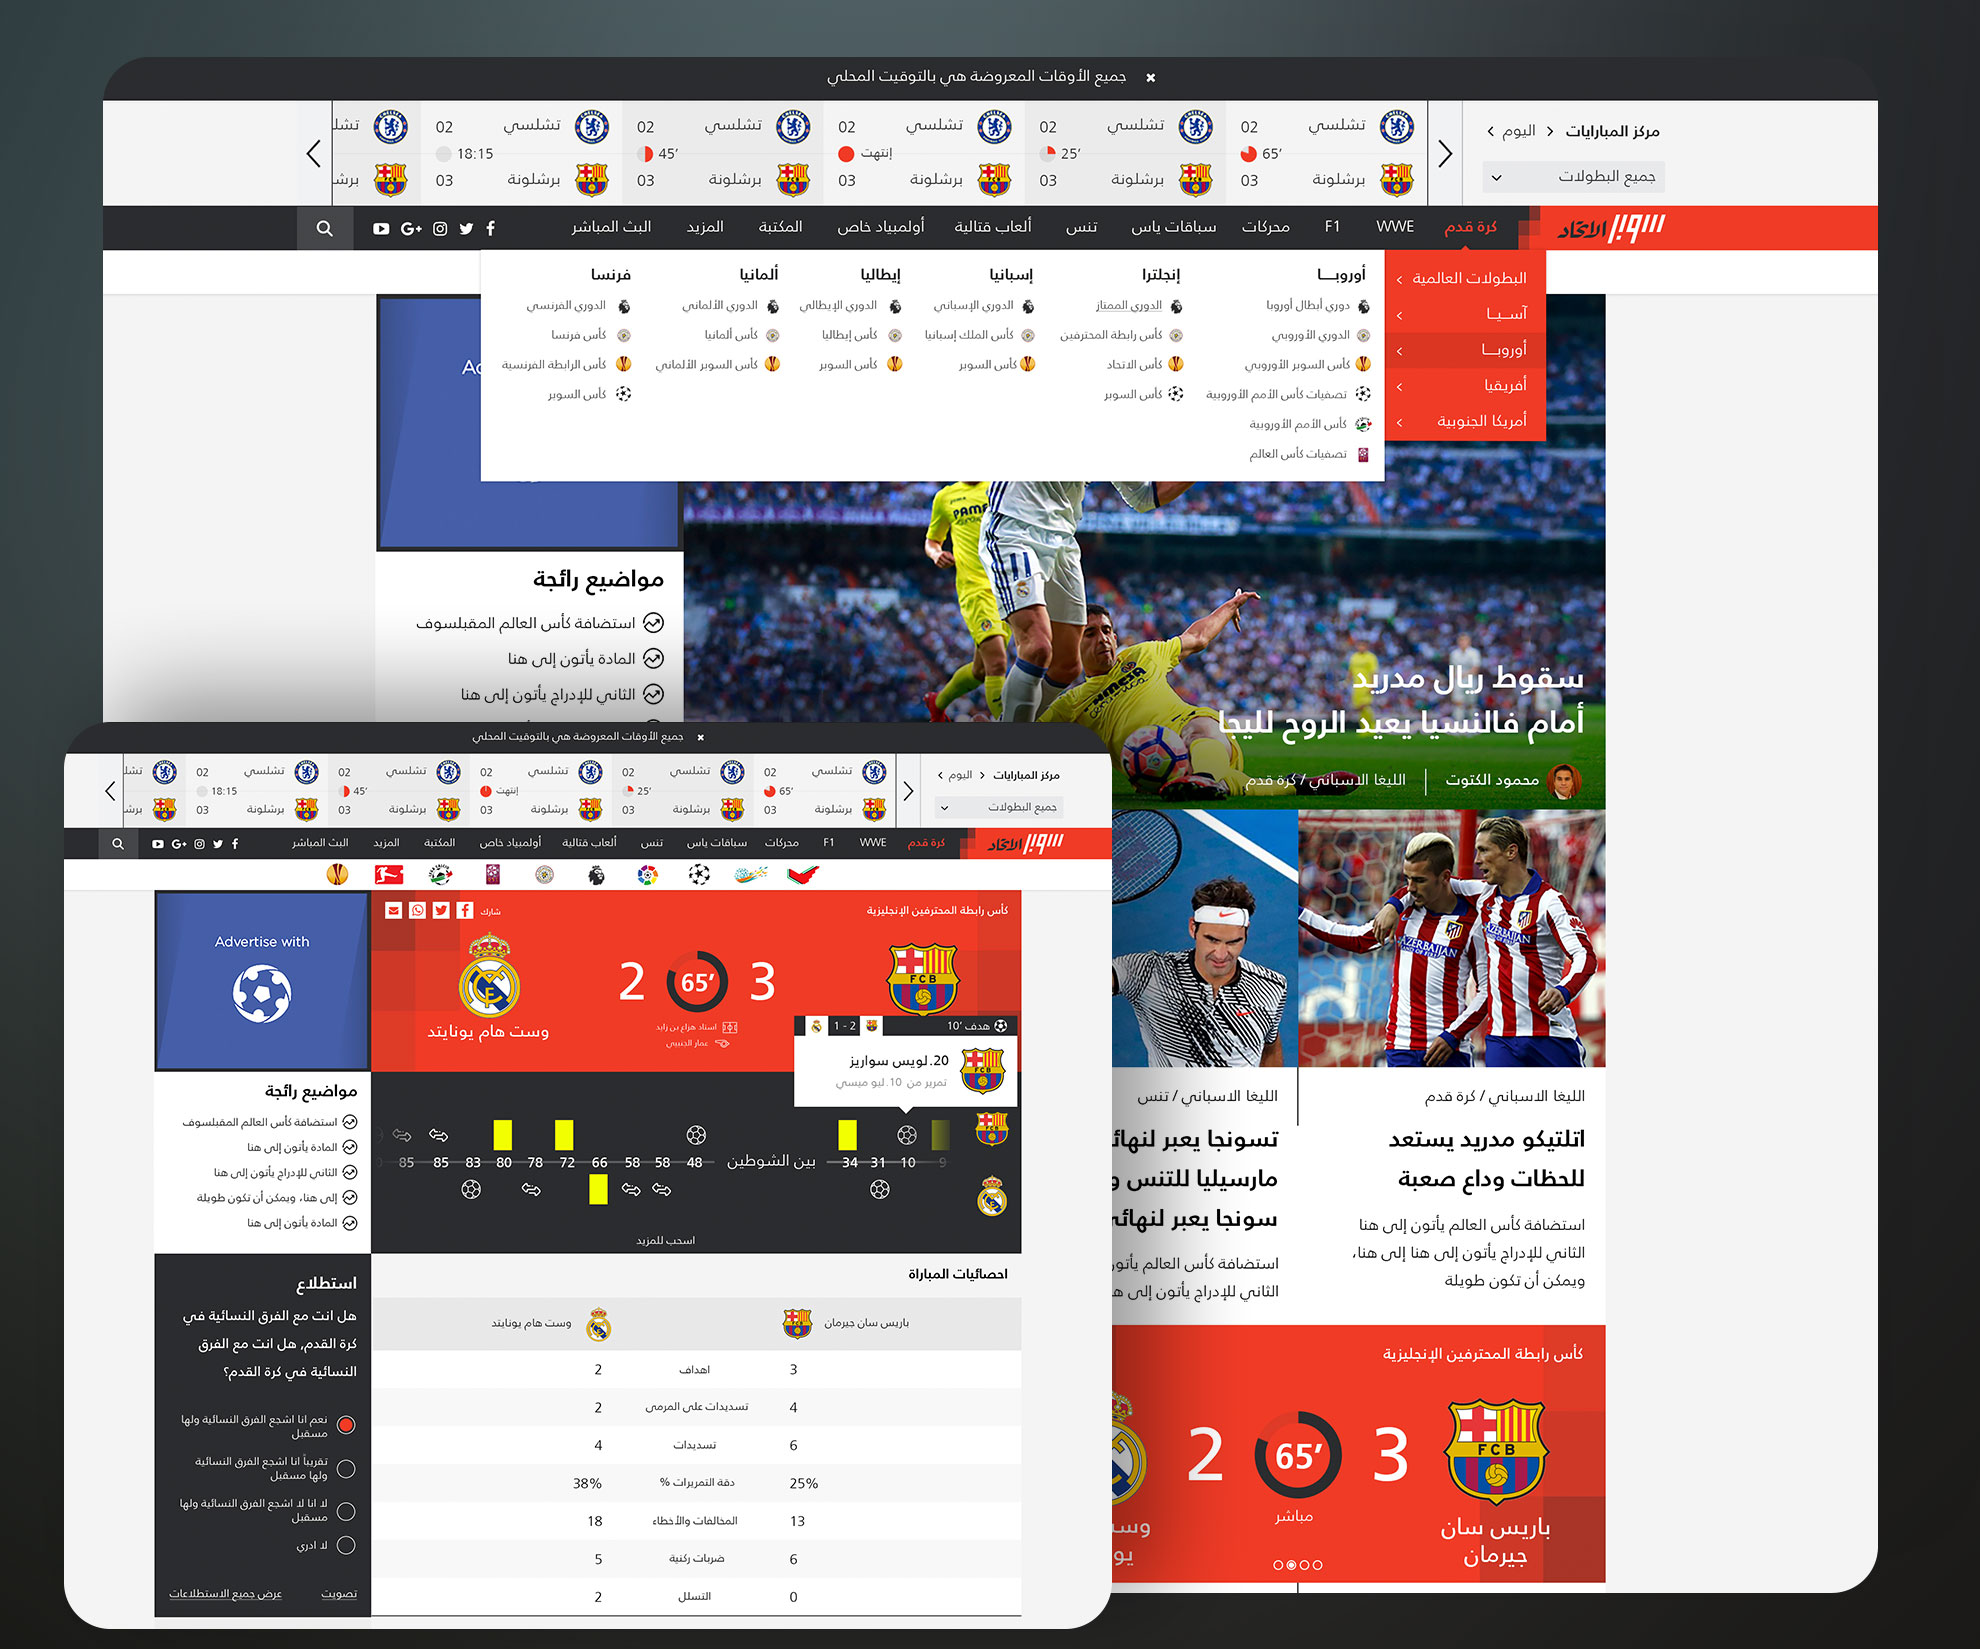 جميع الأوقات المعروضة هي بالتوقيت المحلي
مركز المباريات
اليوم
جميع البطولات
تشلسي 02
65’
برشلونة 03
تشلسي 02
25’
برشلونة 03
تشلسي 02
إنتهت
برشلونة 03
تشلسي 02
45’
برشلونة 03
تشلسي 02
18:15
برشلونة 03
تشلـ
برشـ
سوبر الاتحاد
كرة قدم WWE F1 محركات سباقات ياس تنس ألعاب قتالية أولمبياد خاص المكتبة المزيد البث المباشر
البطولات العالمية
آسـيـا
أوروبـــا
أفريقيا
أمريكا الجنوبية
أوروبـــا
دوري أبطال أوروبا
الدوري الأوروبي
كأس السوبر الأوروبي
تصفيات كأس الأمم الأوروبية
كأس الأمم الأوروبية
تصفيات كأس العالم
إنجلترا
الدوري الممتاز
كأس رابطة المحترفين
كأس الاتحاد
كأس السوبر
إسبانيا
الدوري الإسباني
كأس الملك إسبانيا
كأس السوبر
إيطاليا
الدوري الإيطالي
كأس إيطاليا
كأس السوبر
ألمانيا
الدوري الألماني
كأس ألمانيا
كأس السوبر الألماني
فرنسا
الدوري الفرنسي
كأس فرنسا
كأس الرابطة الفرنسية
كأس السوبر
Ad
PAMESA
11
سقوط ريال مدريد
أمام فالنسيا يعيد الروح لليجا
محمود الكتوت
الليغا الاسباني / كرة قدم
مواضيع رائجة
استضافة كأس العالم المقبلسوف
المادة يأتون إلى هنا
الثاني للإدراج يأتون إلى هنا
AZERBAIJAN
AZERBAIJAN
الليغا الاسباني / كرة قدم
اتلتيكو مدريد يستعد
للحظات وداع صعبة
استضافة كأس العالم يأتون إلى هنا
الثاني للإدراج يأتون إلى هنا إلى هنا،
ويمكن أن تكون طويلة
الليغا الاسباني / تنس
تسونجا يعبر لنهائـ
مارسيليا للتنس و
سونجا يعبر لنهائي
استضافة كأس العالم يأتون
الثاني للإدراج يأتون إلى هـ
كأس رابطة المحترفين الإنجليزية
FCB
3
65’
2
مباشر
باريس سان
جيرمان
وسـ
يو
جميع الأوقات المعروضة هي بالتوقيت المحلي
مركز المباريات
اليوم
جميع البطولات
تشلسي 02
65’
برشلونة 03
تشلسي 02
25’
برشلونة 03
تشلسي 02
إنتهت
برشلونة 03
تشلسي 02
45’
برشلونة 03
تشلسي 02
18:15
برشلونة 03
تشلـ
برشـ
سوبر الاتحاد
كرة قدم WWE F1 محركات سباقات ياس تنس ألعاب قتالية أولمبياد خاص المكتبة المزيد البث المباشر
كأس رابطة المحترفين الإنجليزية
شارك
FCB
3
65’
2
وست هام يونايتد
استاد هزاع بن زايد
عمار الجنيبي
هدف ’10
2 - 1
20. لويس سواريز
تمرير من 10. ليو ميسي
9 10 31 34 بين الشوطين 48 58 58 66 72 78 80 83 85 85
اسحب للمزيد
احصائيات المباراة
باريس سان جيرمان وست هام يونايتد
3 اهداف 2
4 تسديدات على المرمى 2
6 تسديدات 4
25% دقة التمريرات % 38%
13 المخالفات والأخطاء 18
6 ضربات ركنية 5
0 التسلل 2
Advertise with
مواضيع رائجة
استضافة كأس العالم المقبلسوف
المادة يأتون إلى هنا
الثاني للإدراج يأتون إلى هنا
إلى هنا، ويمكن أن تكون طويلة
المادة يأتون إلى هنا
استطلاع
هل انت مع الفرق النسائية في
كرة القدم, هل انت مع الفرق
النسائية في كرة القدم؟
نعم انا اشجع الفرق النسائية ولها
مسقبل
تقريباً انا اشجع الفرق النسائية
ولها مسقبل
لا انا لا اشجع الفرق النسائية ولها
مسقبل
لا ادري
تصويت
عرض جميع الاستطلاعات